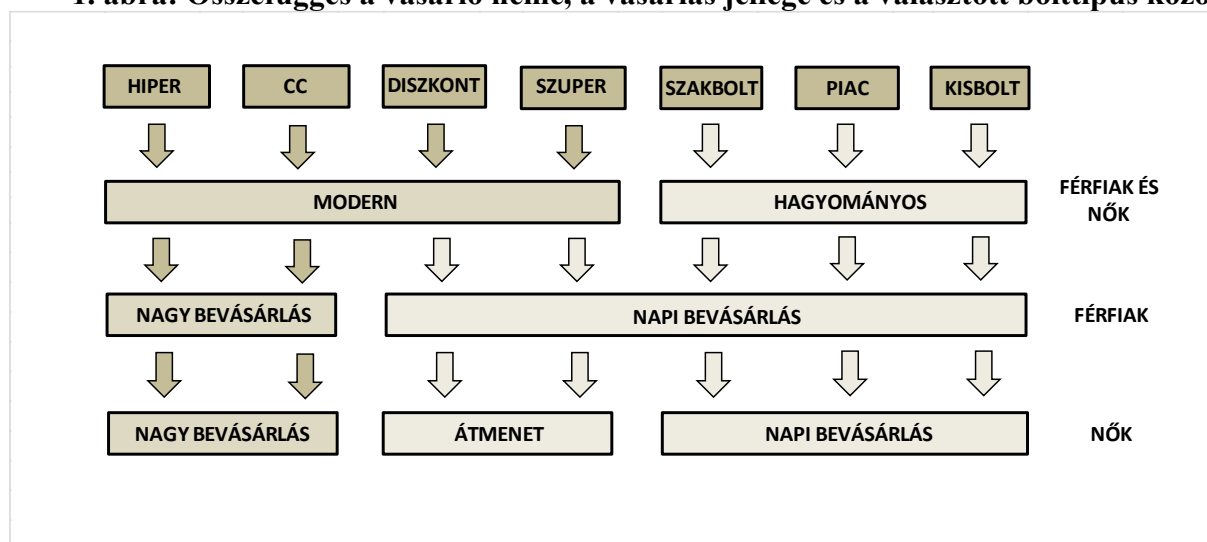 1. ábra: Összefüggés a vásárló neme, a vásárlás jellege és a választott bolttípus közö
HIPER CC DISZKONT SZUPER SZAKBOLT PIAC KISBOLT
MODERN HAGYOMÁNYOS FÉRFIAK ÉS
NŐK
NAGY BEVÁSÁRLÁS NAPI BEVÁSÁRLÁS FÉRFIAK
NAGY BEVÁSÁRLÁS ÁTMENET NAPI BEVÁSÁRLÁS NŐK